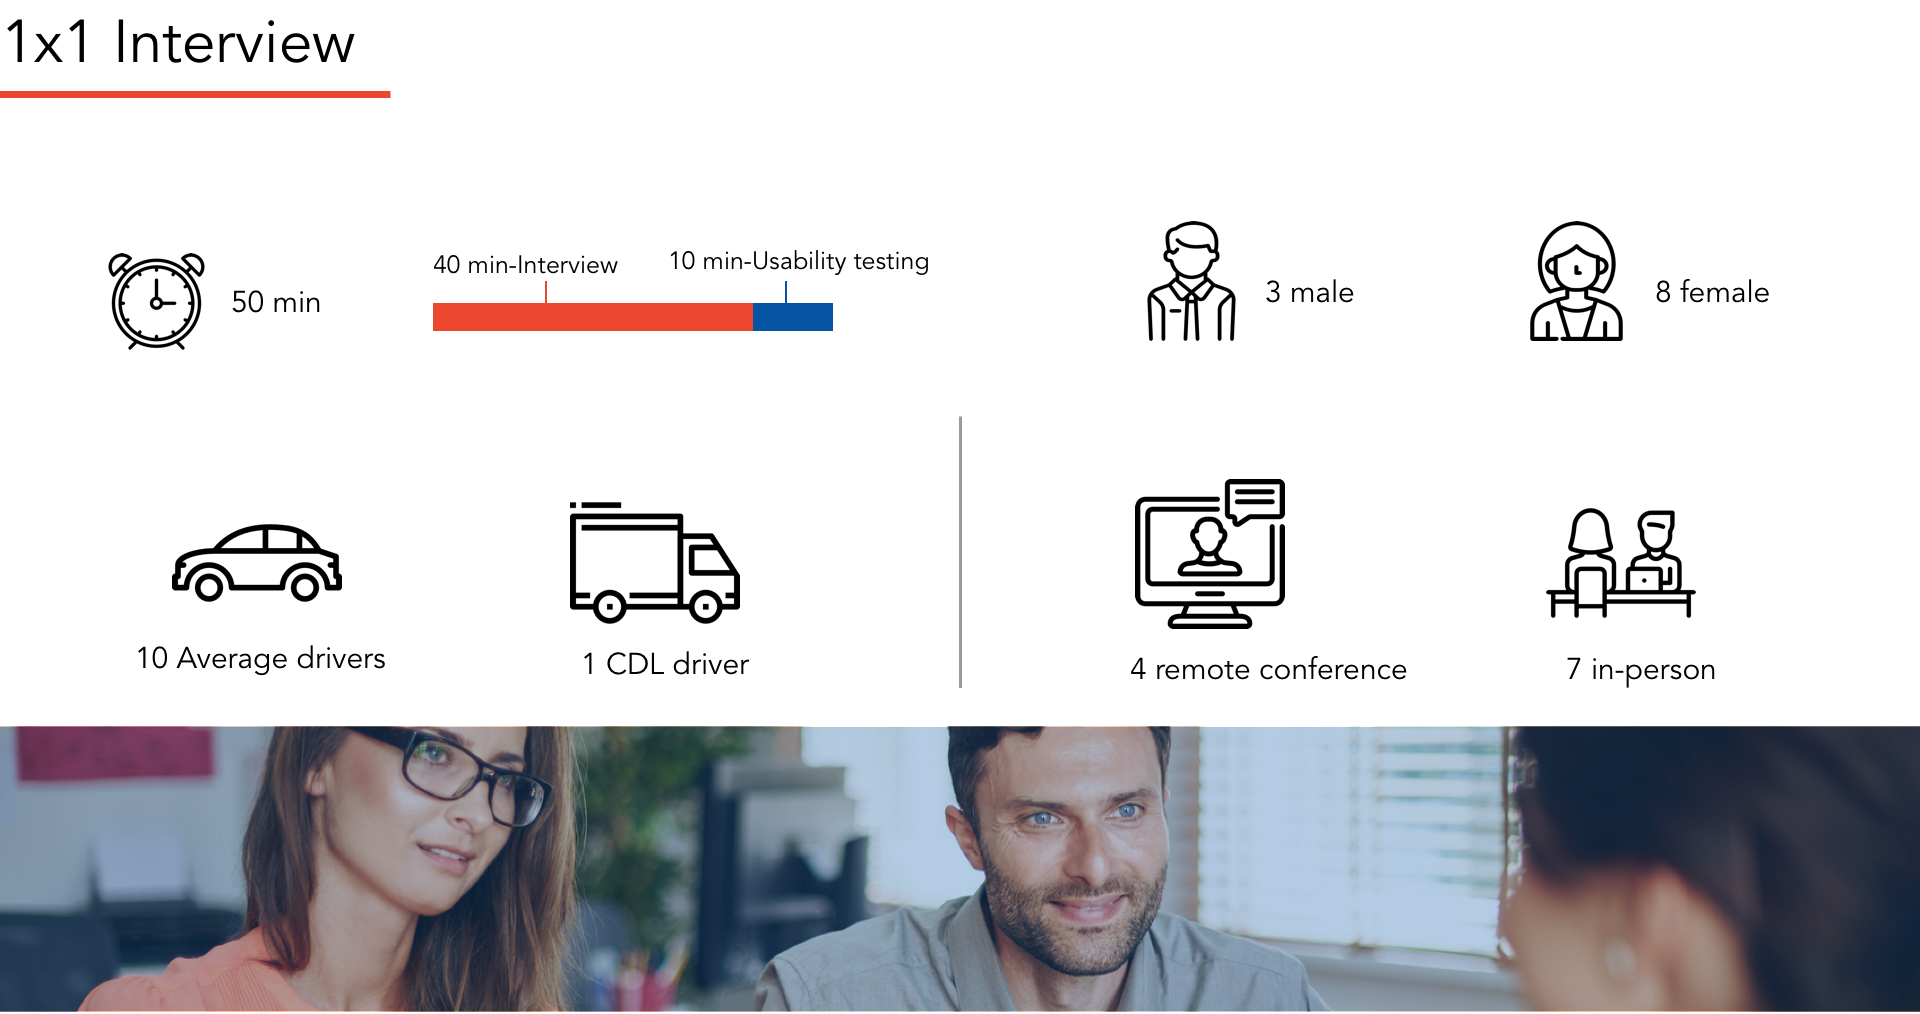 1x1 Interview
50 min
40 min-Interview
10 min-Usability testing
3 male
8 female
10 Average drivers
1 CDL driver
4 remote conference
7 in-person